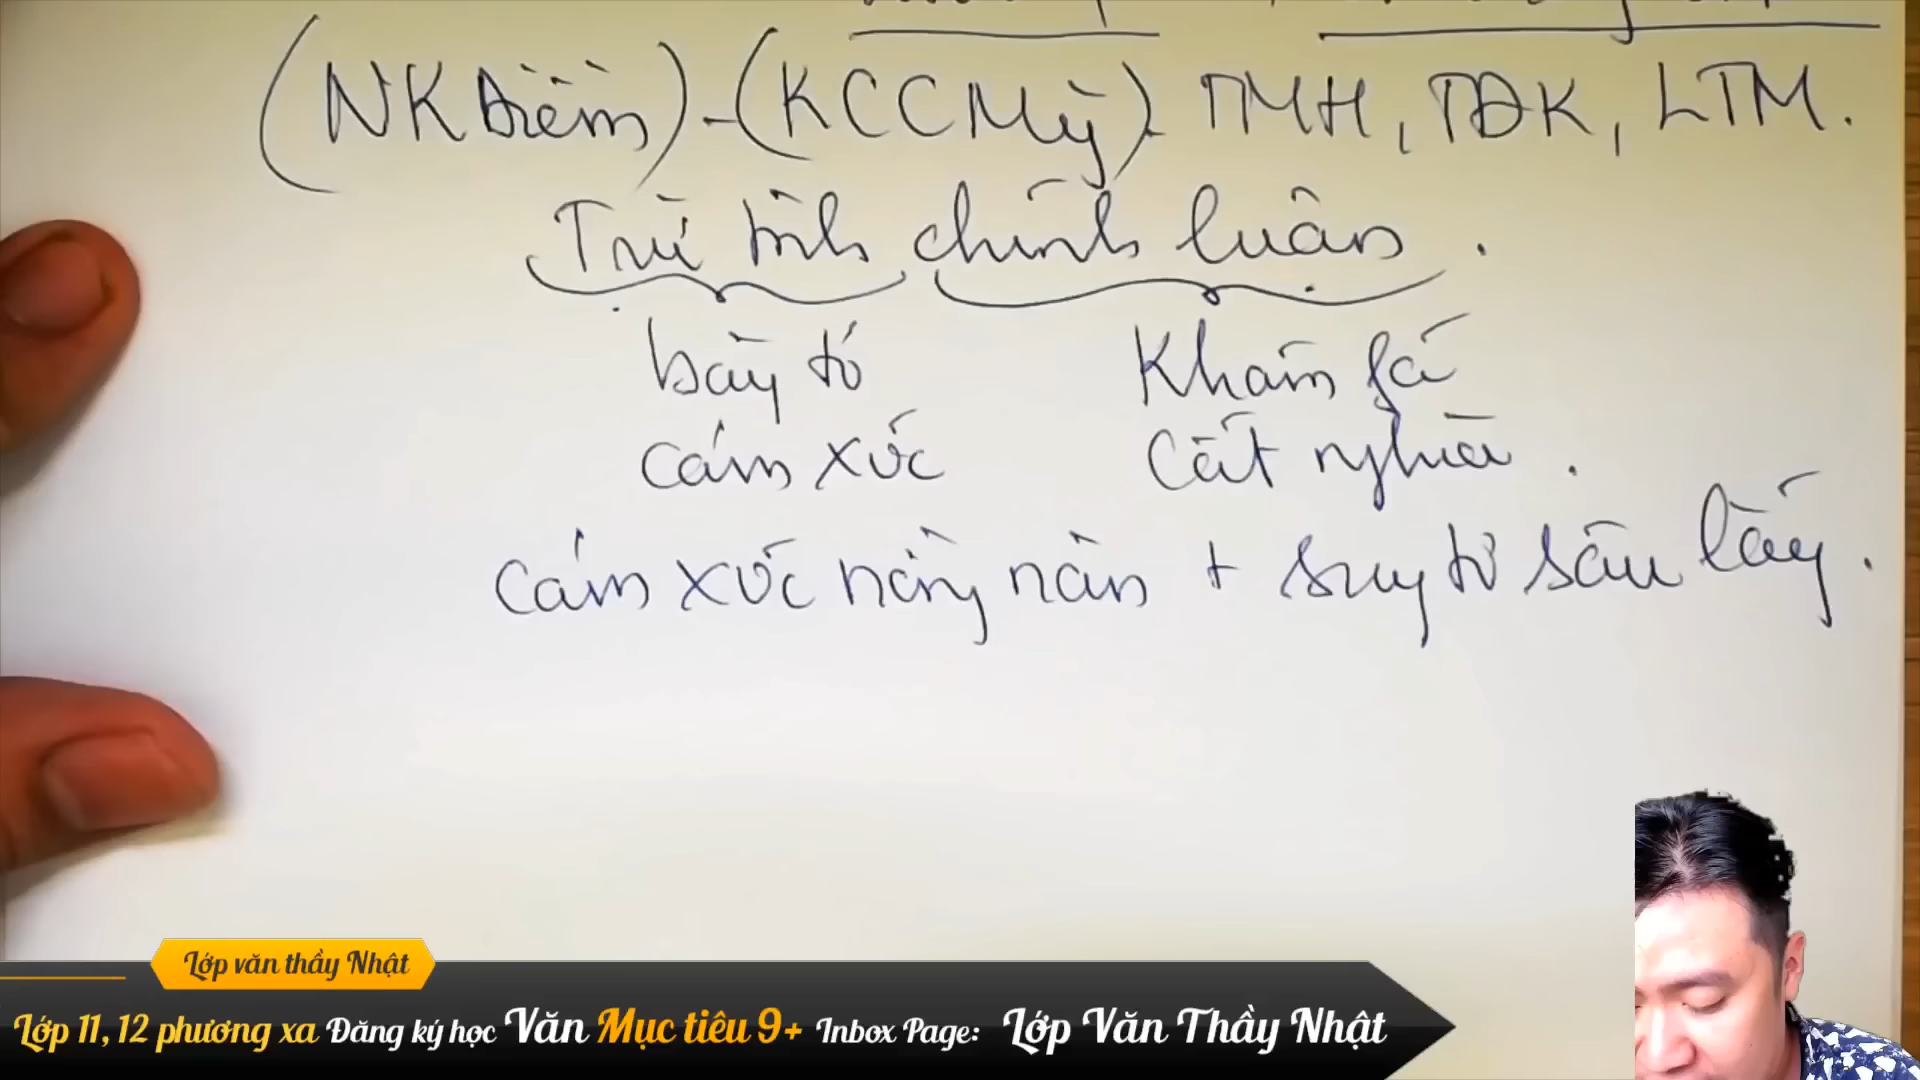 (NK Điềm) - (KCC Mỹ). TMH, TĐK, LTM.
Trữ tình chính luận.
bày tỏ
Khám fá
cảm xúc
Cắt nghĩa.
cảm xúc nồng nàn + suy tư sâu lắng.
Lớp văn thầy Nhật
Lớp 11, 12 phương xa Đăng ký học Văn Mục tiêu 9+ Inbox Page: Lớp Văn Thầy Nhật